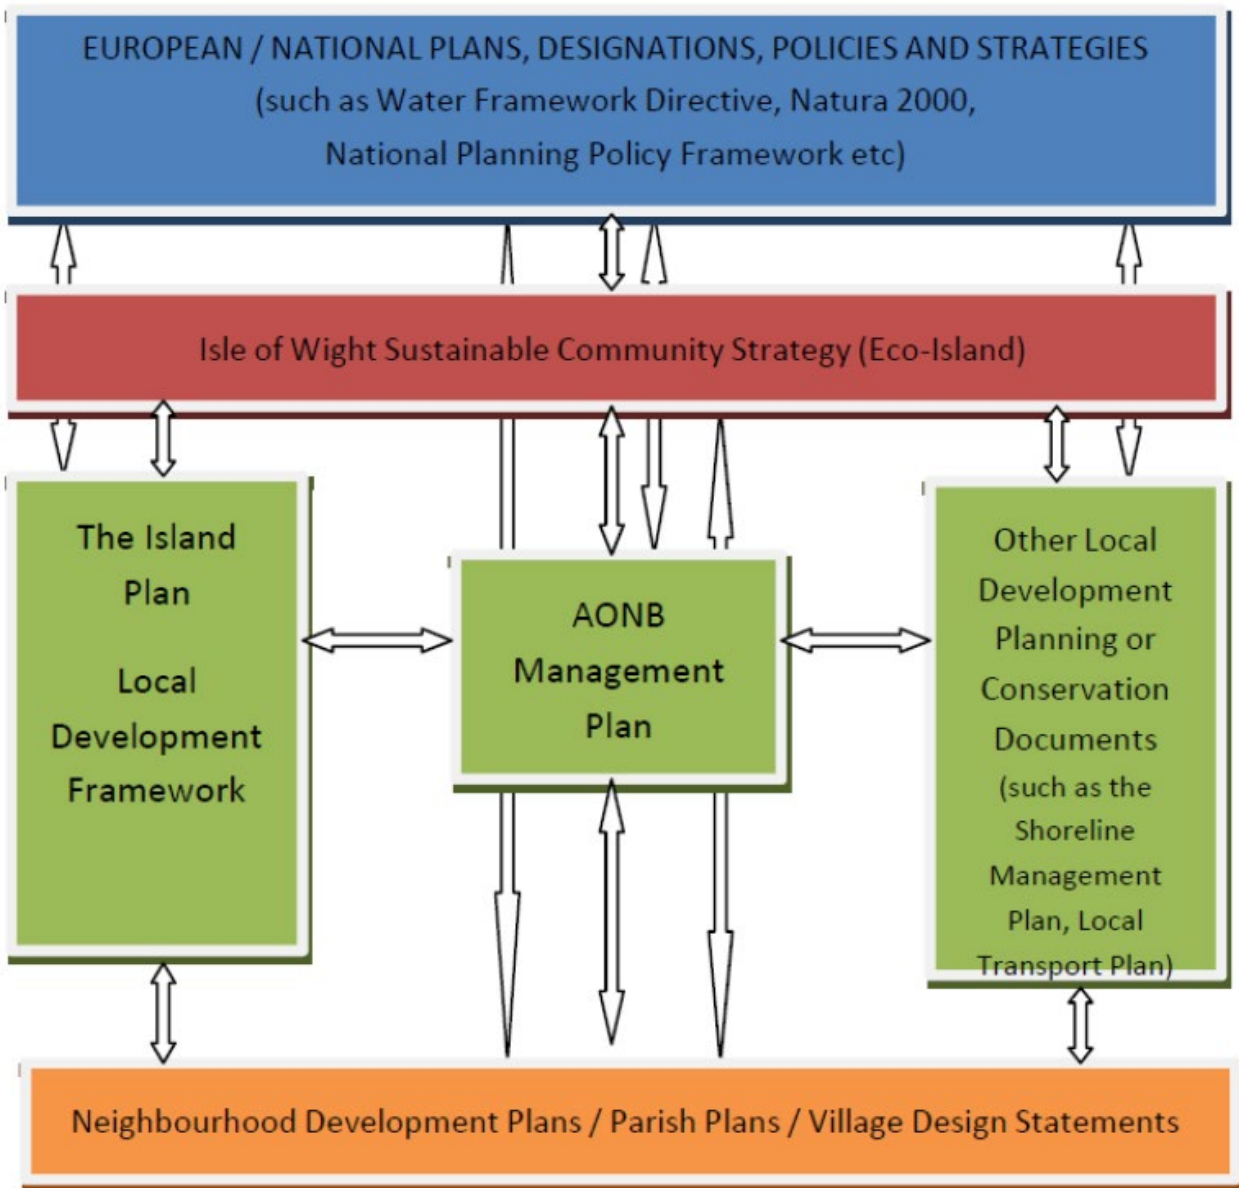 EUROPEAN / NATIONAL PLANS, DESIGNATIONS, POLICIES AND STRATEGIES
(such as Water Framework Directive, Natura 2000,
National Planning Policy Framework etc)
Isle of Wight Sustainable Community Strategy (Eco-Island)
The Island
Plan
Local
Development
Framework
AONB
Management
Plan
Other Local
Development
Planning or
Conservation
Documents
(such as the
Shoreline
Management
Plan, Local
Transport Plan)
Neighbourhood Development Plans / Parish Plans / Village Design Statements